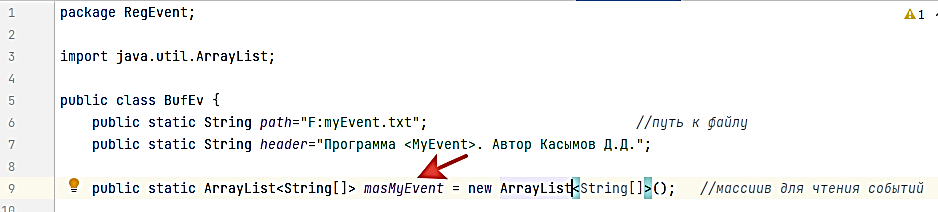 1 package RegEvent;
2
3 import java.util.ArrayList;
4
5 public class BufEv {
6 public static String path="F:myEvent.txt"; //путь к файлу
7 public static String header="Программа <MyEvent>. Автор Касымов Д.Д.";
8
9 public static ArrayList<String[]> masMyEvent = new ArrayList<String[]>(); //массиив для чтения событий
10
1